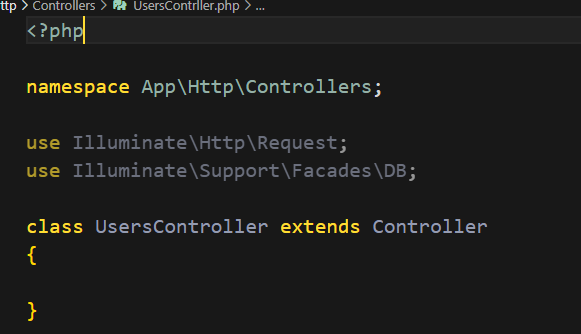 ttp > Controllers > UsersContrller.php > ...
<?php
namespace App\Http\Controllers;
use Illuminate\Http\Request;
use Illuminate\Support\Facades\DB;
class UsersController extends Controller
{
}